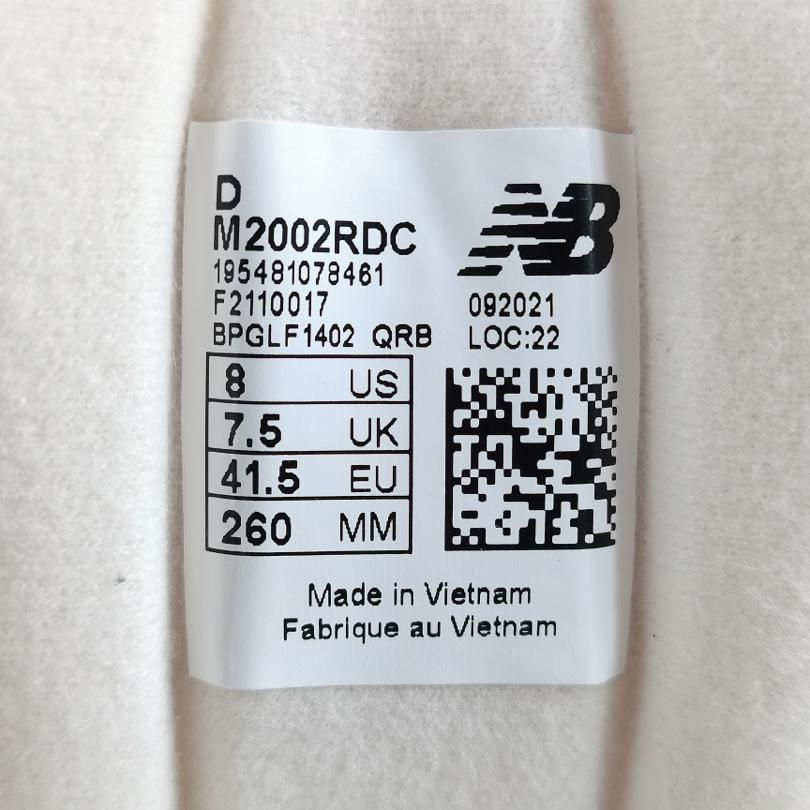 D
M2002RDC
195481078461
F2110017 092021
BPGLF1402 QRB LOC:22
NB
8 US
7.5 UK
41.5 EU
260 MM
Made in Vietnam
Fabrique au Vietnam